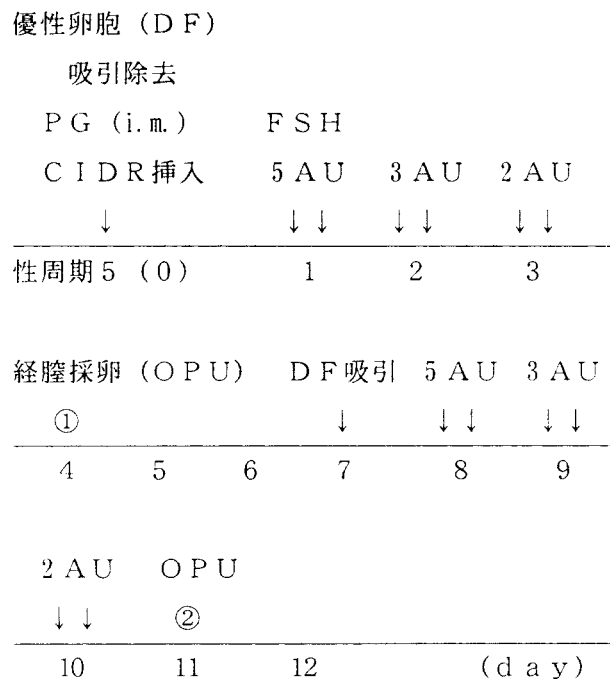 優性卵胞（ＤＦ）
吸引除去
ＰＧ（i.m.） ＦＳＨ
ＣＩＤＲ挿入 ５ＡＵ ３ＡＵ ２ＡＵ
↓ ↓↓ ↓↓ ↓↓
性周期５（０） １ ２ ３
経膣採卵（ＯＰＵ） ＤＦ吸引 ５ＡＵ ３ＡＵ
① ↓ ↓↓ ↓↓
４ ５ ６ ７ ８ ９
２ＡＵ ＯＰＵ
↓↓ ②
10 11 12 （ｄａｙ）